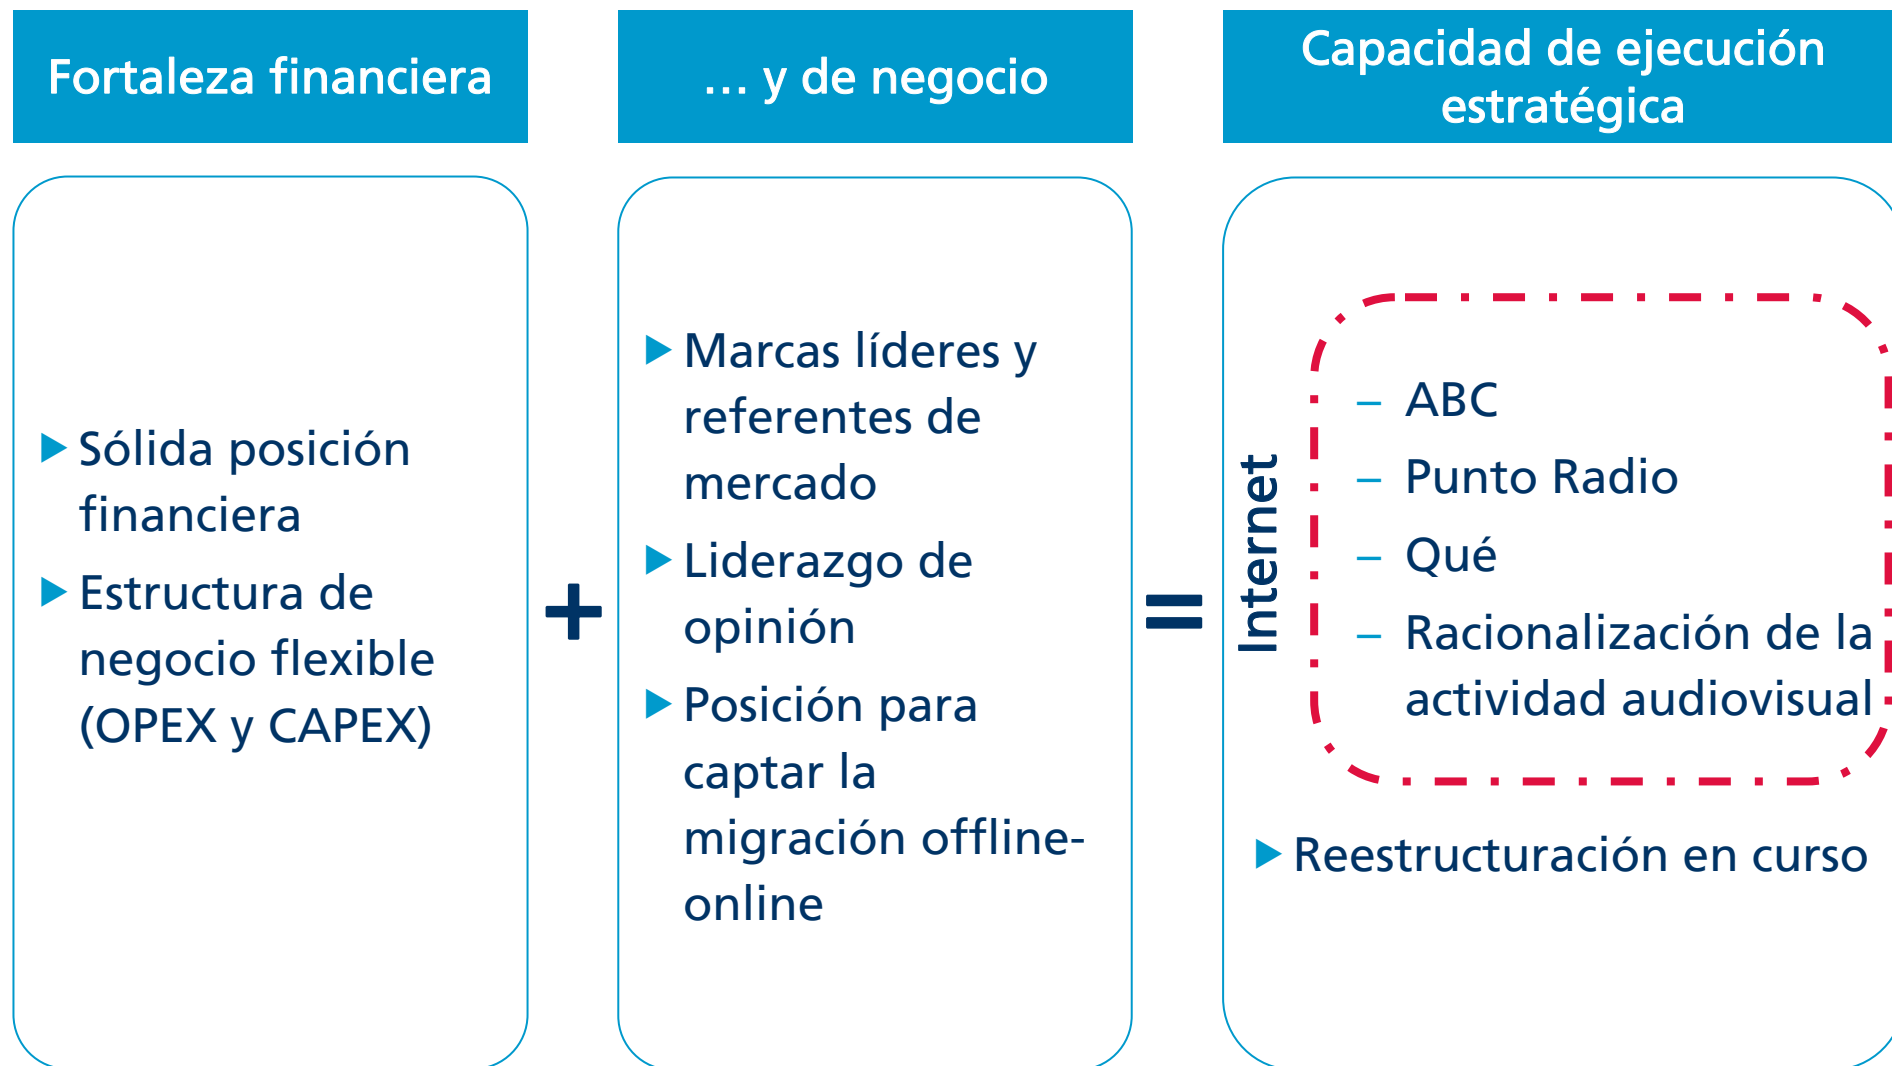 Fortaleza financiera
... y de negocio
Capacidad de ejecución
estratégica
▶ Sólida posición
financiera
▶ Estructura de
negocio flexible
(OPEX y CAPEX)
+
▶ Marcas líderes y
referentes de
mercado
▶ Liderazgo de
opinión
▶ Posición para
captar la
migración offline-
online
=
Internet
– ABC
– Punto Radio
– Qué
– Racionalización de la
actividad audiovisual
▶ Reestructuración en curso